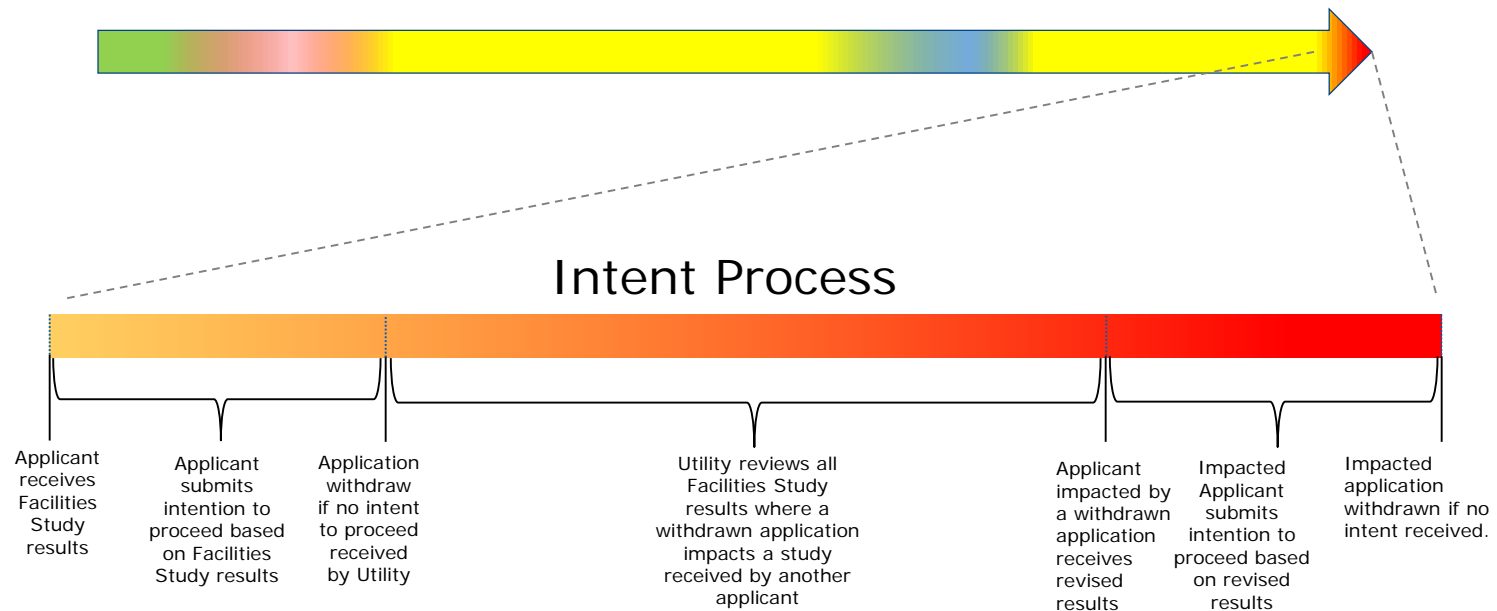 Intent Process
Applicant
receives
Facilities
Study
results
Applicant
submits
intention to
proceed based
on Facilities
Study results
Application
withdraw
if no intent
to proceed
received
by Utility
Utility reviews all
Facilities Study
results where a
withdrawn application
impacts a study
received by another
applicant
Applicant
impacted by
a withdrawn
application
receives
revised
results
Impacted
Applicant
submits
intention to
proceed based
on revised
results
Impacted
application
withdrawn if no
intent received.